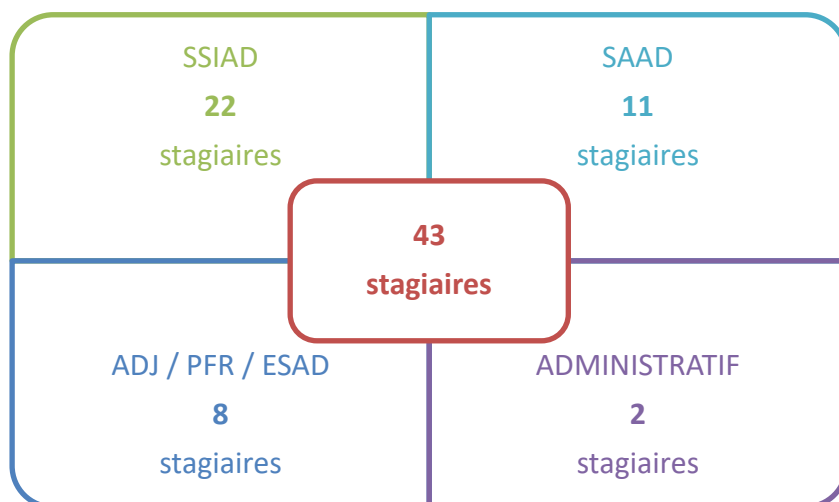 SSIAD
22
stagiaires
SAAD
11
stagiaires
43
stagiaires
ADJ / PFR / ESAD
8
stagiaires
ADMINISTRATIF
2
stagiaires